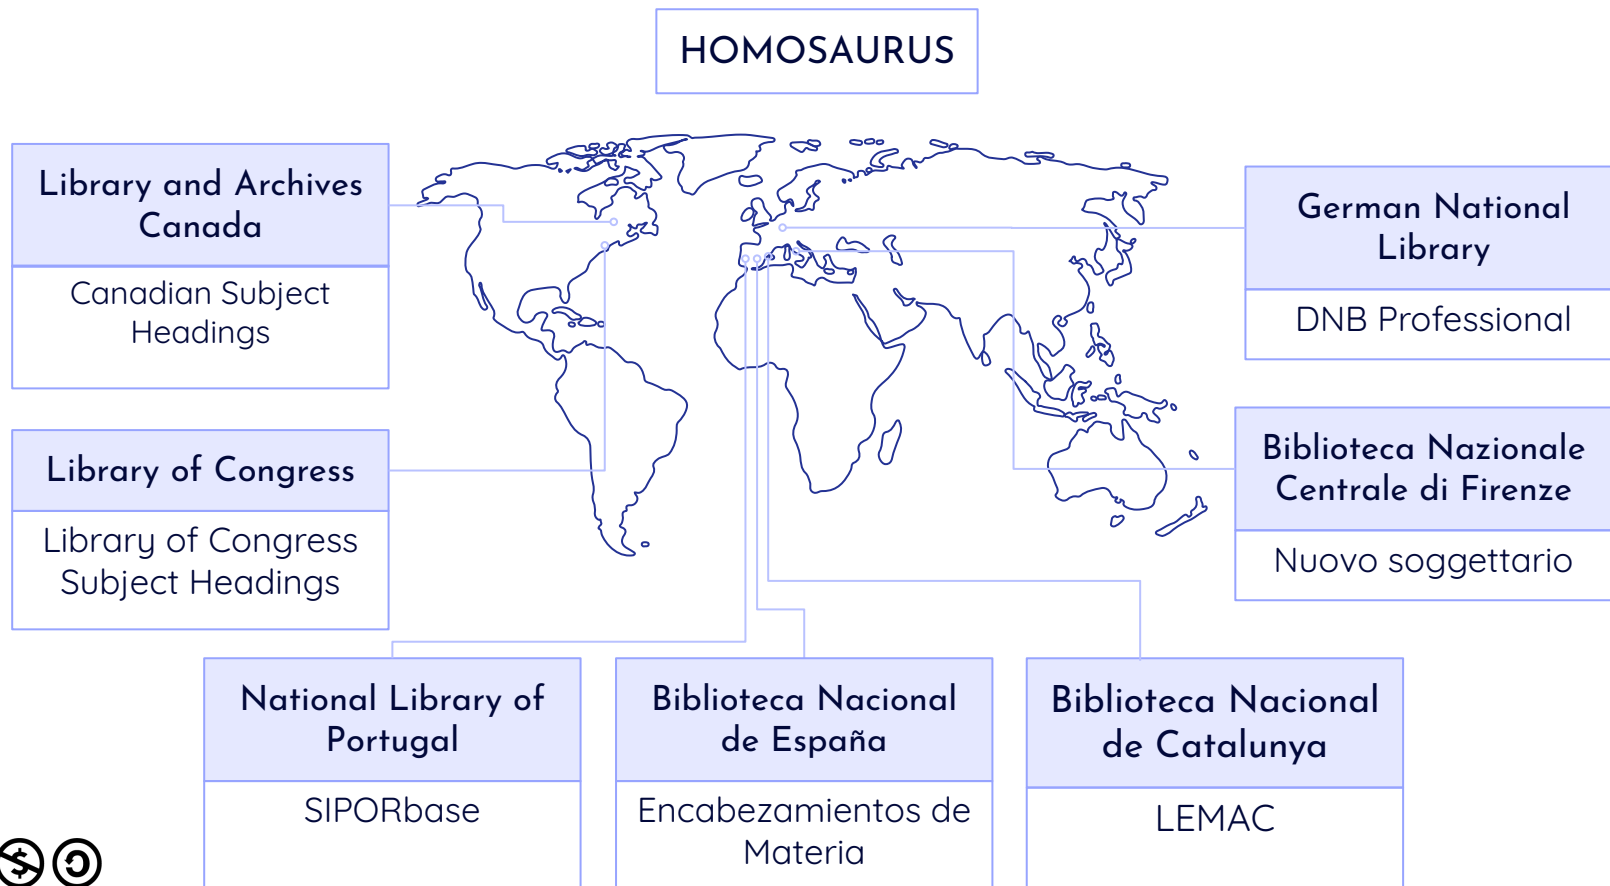 HOMOSAURUS
Library and Archives
Canada
Canadian Subject
Headings
Library of Congress
Library of Congress
Subject Headings
German National
Library
DNB Professional
Biblioteca Nazionale
Centrale di Firenze
Nuovo soggettario
National Library of
Portugal
SIPORbase
Biblioteca Nacional
de España
Encabezamientos de
Materia
Biblioteca Nacional
de Catalunya
LEMAC